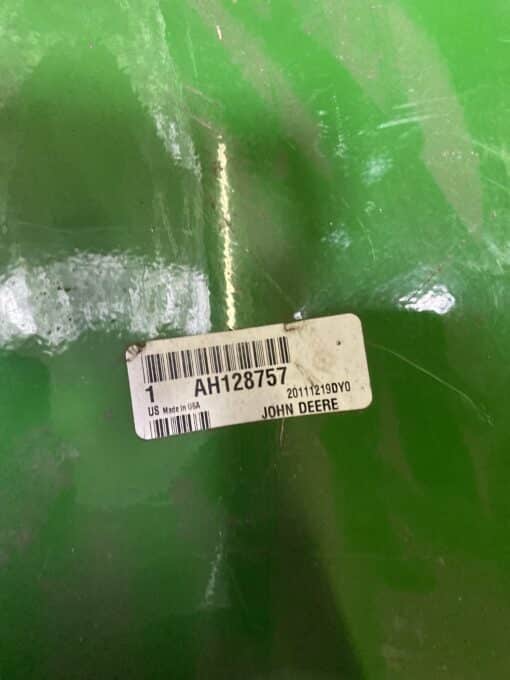 1 AH128757
US Made in USA 20111219DY0
JOHN DEERE